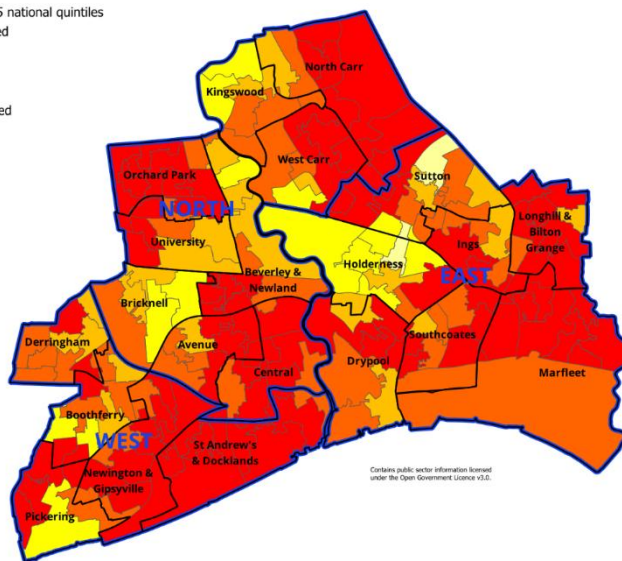 5 national quintiles
ed
ed
North Carr
Kingswood
West Carr
Orchard Park
Sutton
NORTH
University
Longhill &
Bilton
Grange
Ings
Holderness
EAST
Beverley &
Newland
Bricknell
Derringham
Avenue
Southcoates
Drypool
Central
Marfleet
Boothferry
WEST
St Andrew's
& Docklands
Newington &
Gipsyville
Pickering
Contains public sector information licensed
under the Open Government Licence v3.0.